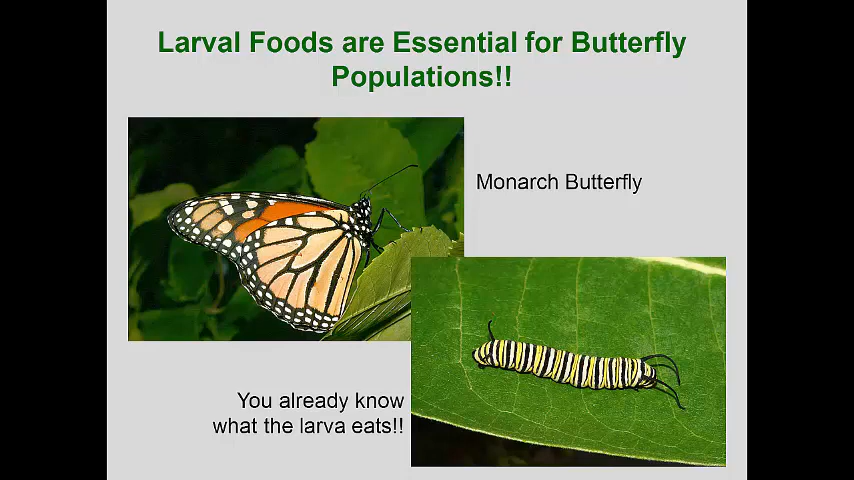 Larval Foods are Essential for Butterfly
Populations!!
Monarch Butterfly
You already know
what the larva eats!!